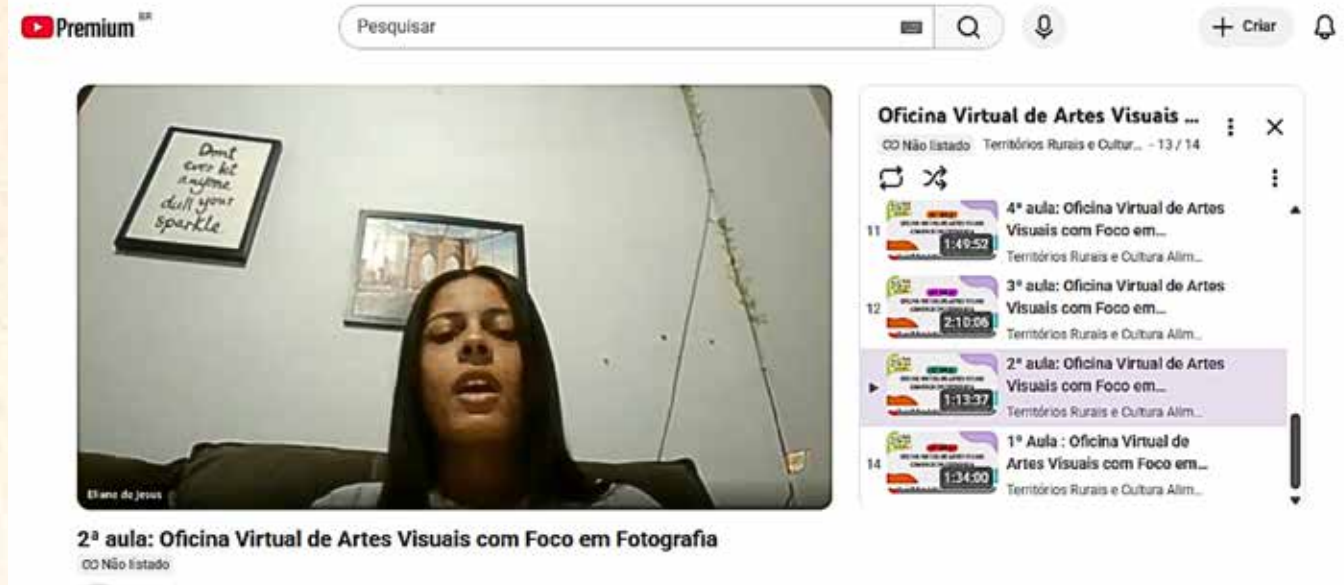 Premium BR
Pesquisar
Criar
Dont
ever let
anyone
dull your
sparkle
Eliane de Jesus
2ª aula: Oficina Virtual de Artes Visuais com Foco em Fotografia
Não listado
Oficina Virtual de Artes Visuais ...
Não listado Territórios Rurais e Cultur... - 13 / 14
11
1:49:52
4ª aula: Oficina Virtual de Artes
Visuais com Foco em...
Territórios Rurais e Cultura Alim...
12
2:10:06
3ª aula: Oficina Virtual de Artes
Visuais com Foco em...
Territórios Rurais e Cultura Alim...
1:13:37
2ª aula: Oficina Virtual de Artes
Visuais com Foco em...
Territórios Rurais e Cultura Alim...
14
1:34:00
1ª Aula : Oficina Virtual de
Artes Visuais com Foco em...
Territórios Rurais e Cultura Alim...